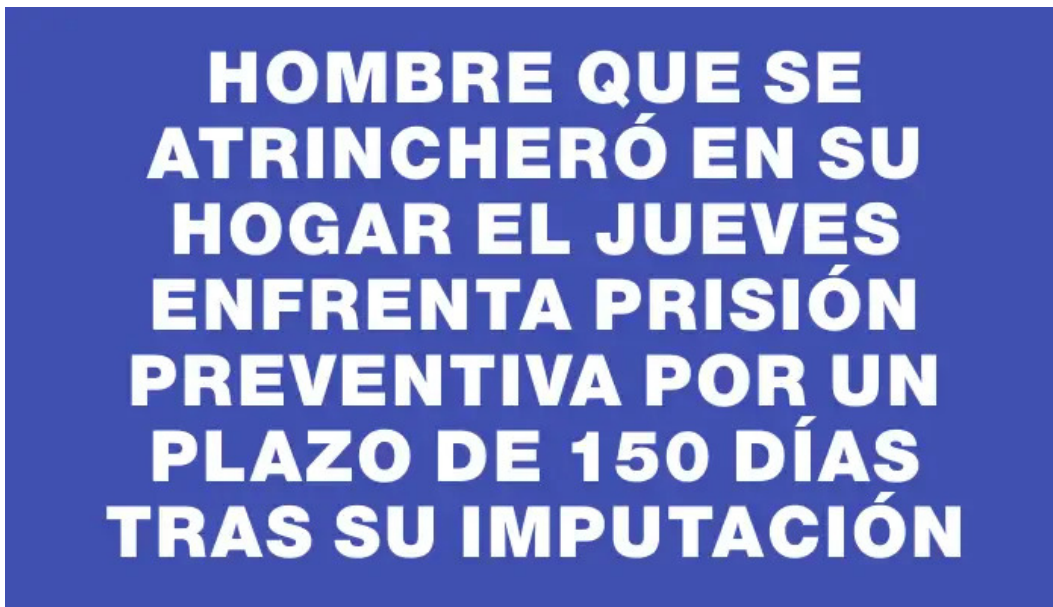 HOMBRE QUE SE
ATRINCHERÓ EN SU
HOGAR EL JUEVES
ENFRENTA PRISIÓN
PREVENTIVA POR UN
PLAZO DE 150 DÍAS
TRAS SU IMPUTACIÓN